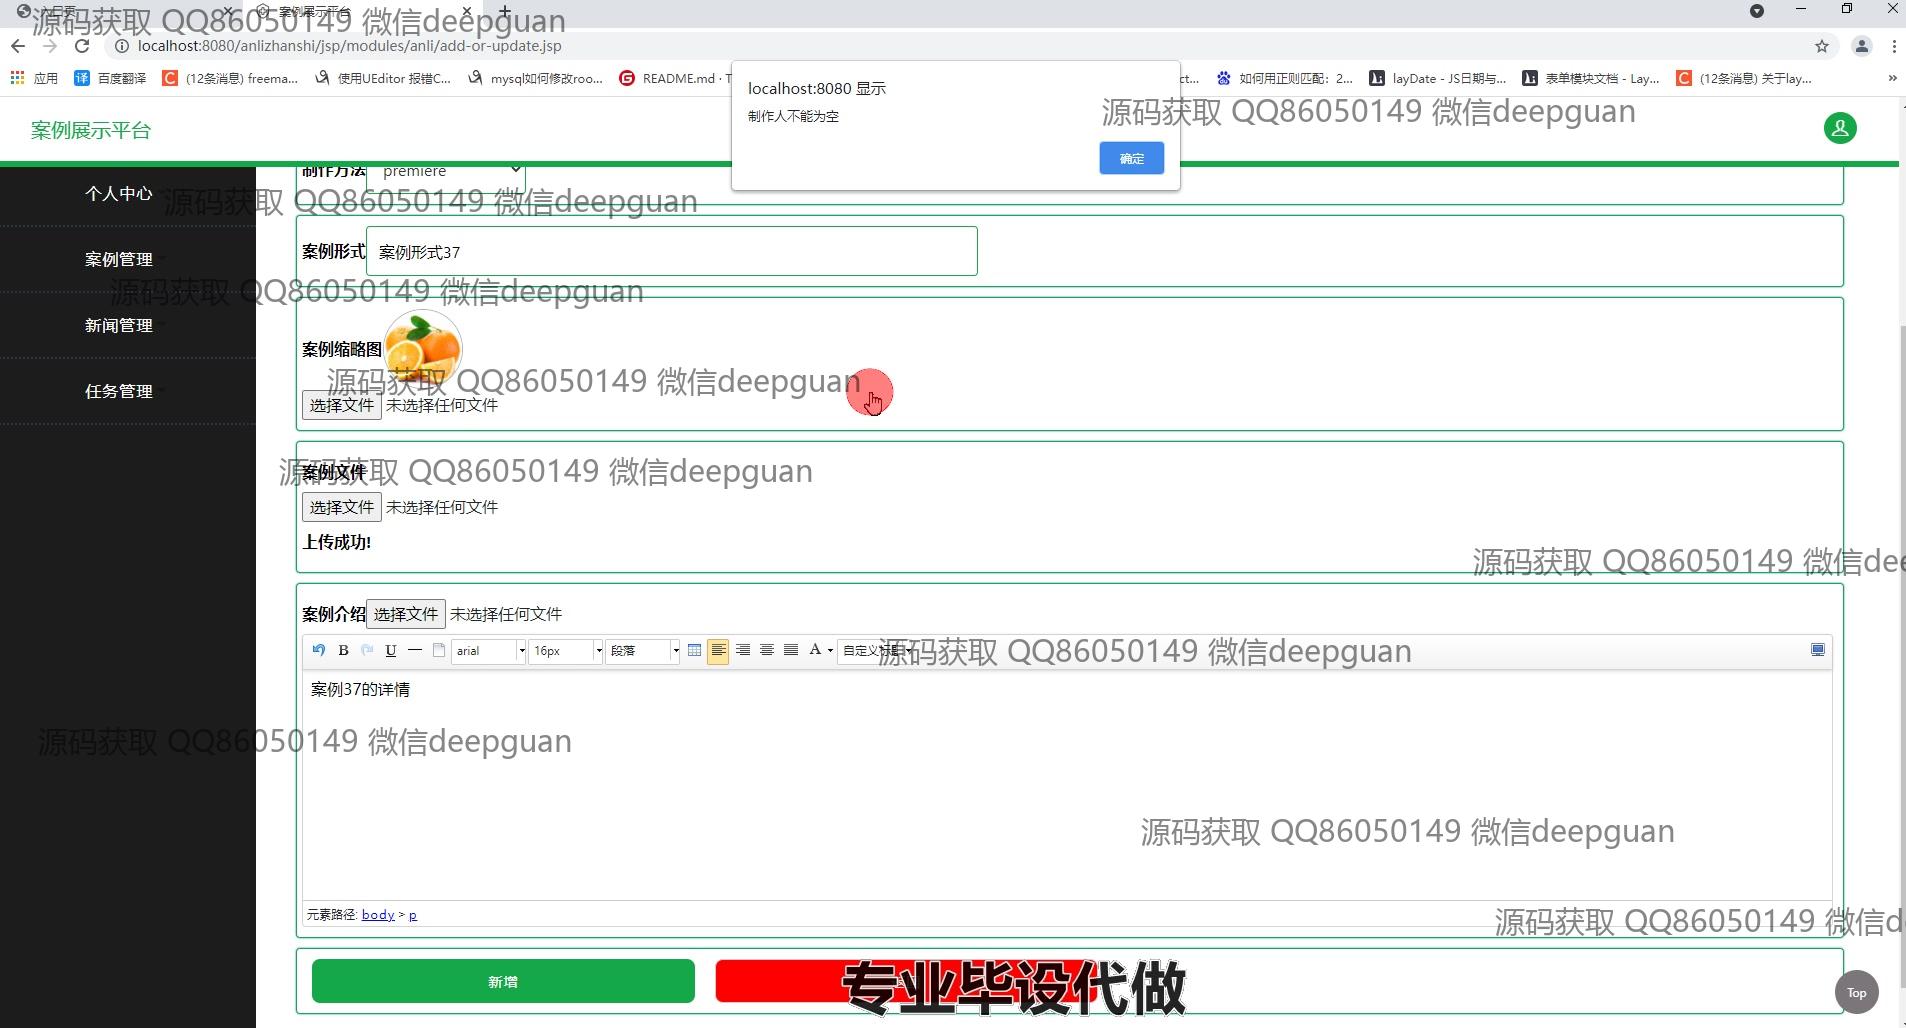 案例展示平台
源码获取 QQ86050149 微信deepguan
localhost:8080/anlizhanshi/jsp/modules/anli/add-or-update.jsp
应用
百度翻译
(12条消息) freema...
使用UEditor 报错C...
mysql如何修改roo...
README.md · T
ct...
如何用正则匹配：2...
layDate - JS日期与...
表单模块文档 - Lay...
(12条消息) 关于lay...
localhost:8080 显示
制作人不能为空
确定
源码获取 QQ86050149 微信deepguan
案例展示平台
个人中心
案例管理
新闻管理
任务管理
制作方法
premiere
源码获取 QQ86050149 微信deepguan
案例形式
案例形式37
源码获取 QQ86050149 微信deepguan
案例缩略图
源码获取 QQ86050149 微信deepguan
选择文件 未选择任何文件
案例文件
源码获取 QQ86050149 微信deepguan
选择文件 未选择任何文件
上传成功!
源码获取 QQ86050149 微信dee
案例介绍 选择文件 未选择任何文件
B U arial 16px 段落 A 自定义标题
源码获取 QQ86050149 微信deepguan
案例37的详情
源码获取 QQ86050149 微信deepguan
源码获取 QQ86050149 微信deepguan
元素路径: body > p
源码获取 QQ86050149 微信d
新增
专业毕设代做
Top